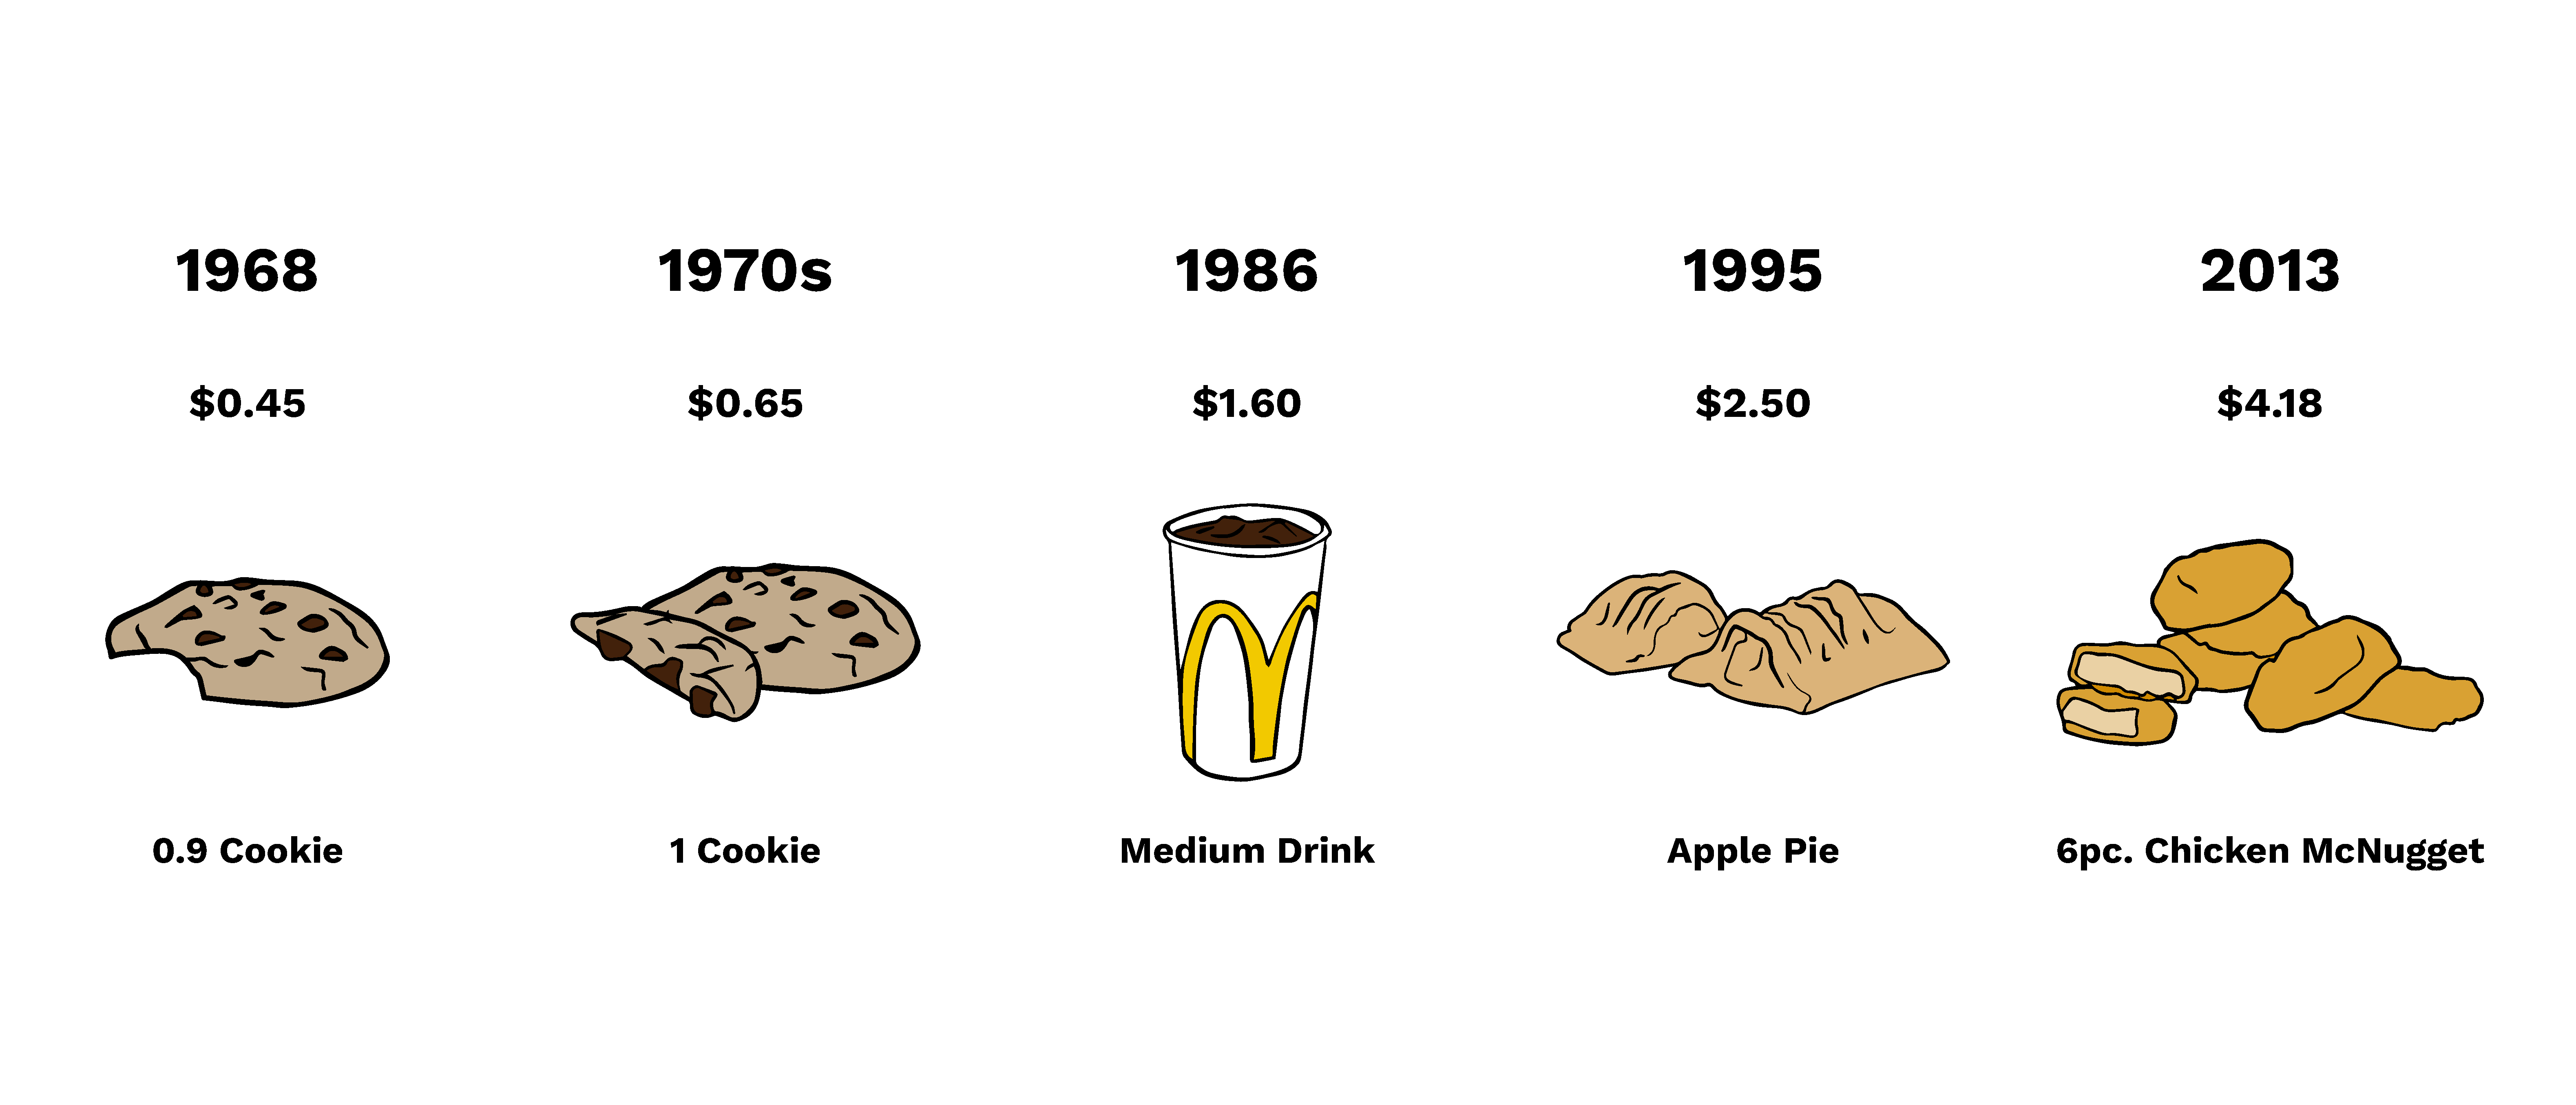 1968
1970s
1986
1995
2013
$0.45
$0.65
$1.60
$2.50
$4.18
0.9 Cookie
1 Cookie
Medium Drink
Apple Pie
6pc. Chicken McNugget